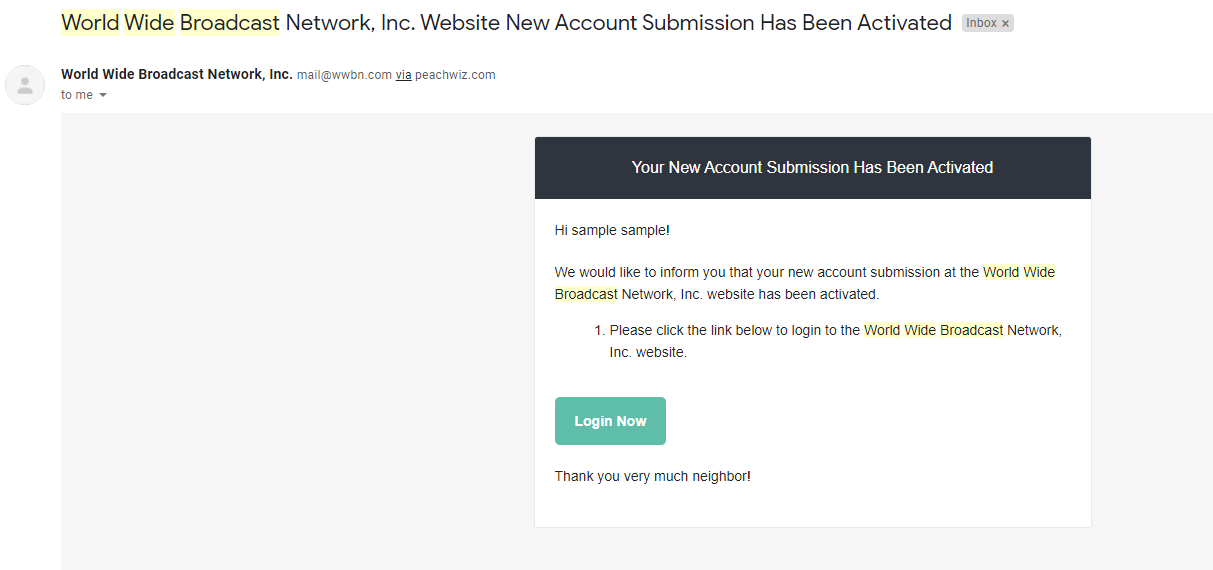 World Wide Broadcast Network, Inc. Website New Account Submission Has Been Activated Inbox ×
World Wide Broadcast Network, Inc. mail@wwbn.com via peachwiz.com
to me
Your New Account Submission Has Been Activated
Hi sample sample!
We would like to inform you that your new account submission at the World Wide
Broadcast Network, Inc. website has been activated.
1. Please click the link below to login to the World Wide Broadcast Network,
Inc. website.
Login Now
Thank you very much neighbor!